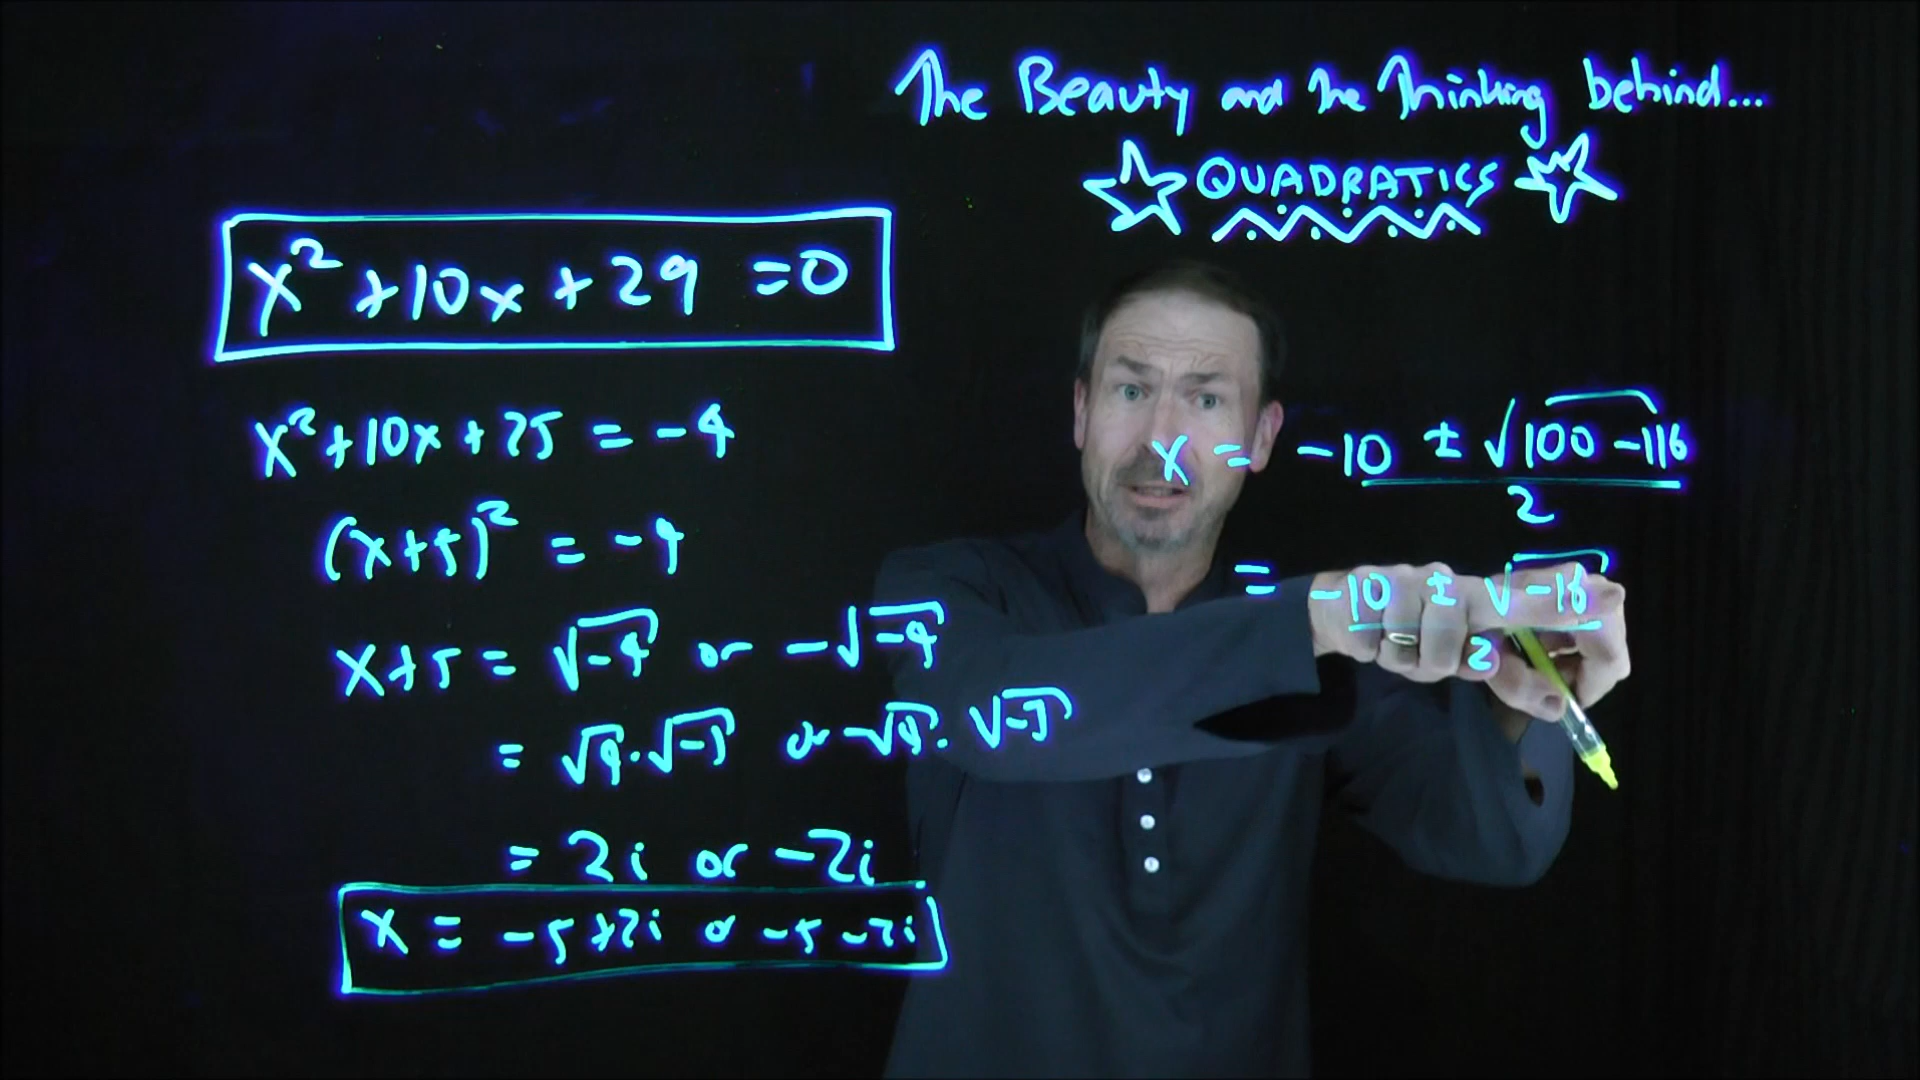 The Beauty and the Thinking behind...
QUADRATICS
x² + 10x + 29 = 0
x² + 10x + 25 = -4
(x+5)² = -4
x+5 = √-4 or -√-4
= √4 · √-1 or -√4 · √-1
= 2i or -2i
x = -5+2i or -5-2i
x = -10 ± √100-116 / 2
= -10 ± √-16 / 2